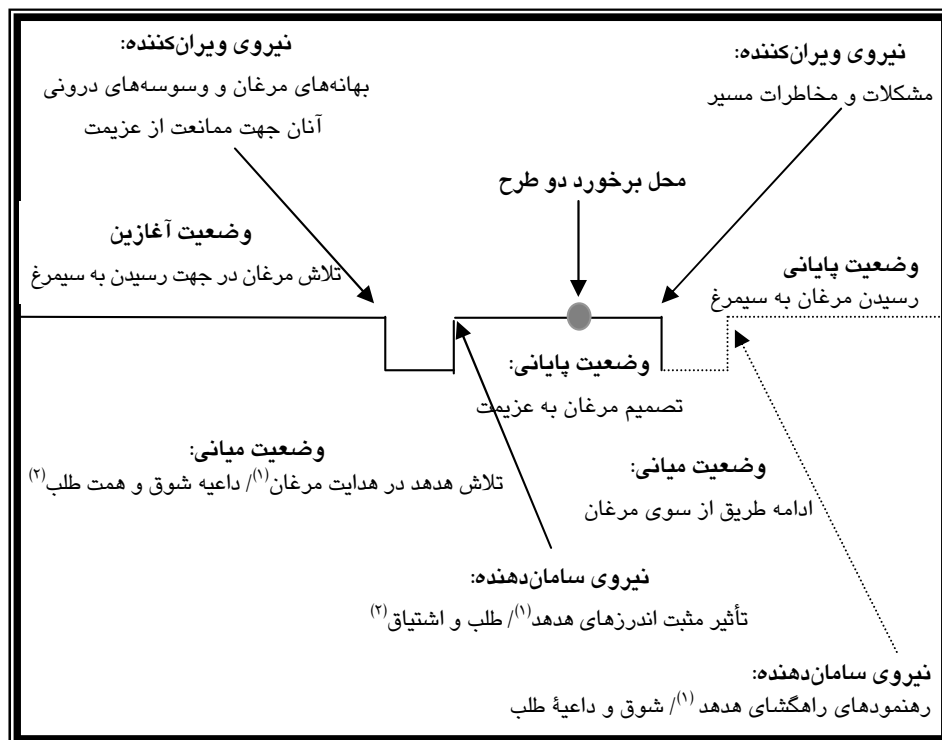 نیروی ویران‌کننده:
بهانه‌های مرغان و وسوسه‌های درونی
آنان جهت ممانعت از عزیمت
نیروی ویران‌کننده:
مشکلات و مخاطرات مسیر
محل برخورد دو طرح
وضعیت آغازین
تلاش مرغان در جهت رسیدن به سیمرغ
وضعیت پایانی
رسیدن مرغان به سیمرغ
وضعیت پایانی:
تصمیم مرغان به عزیمت
وضعیت میانی:
تلاش هدهد در هدایت مرغان(۱)/ داعیه شوق و همت طلب(۲)
وضعیت میانی:
ادامه طریق از سوی مرغان
نیروی سامان‌دهنده:
تأثیر مثبت اندرزهای هدهد(۱)/ طلب و اشتیاق(۲)
نیروی سامان‌دهنده:
رهنمودهای راهگشای هدهد (۱)/ شوق و داعیۀ طلب